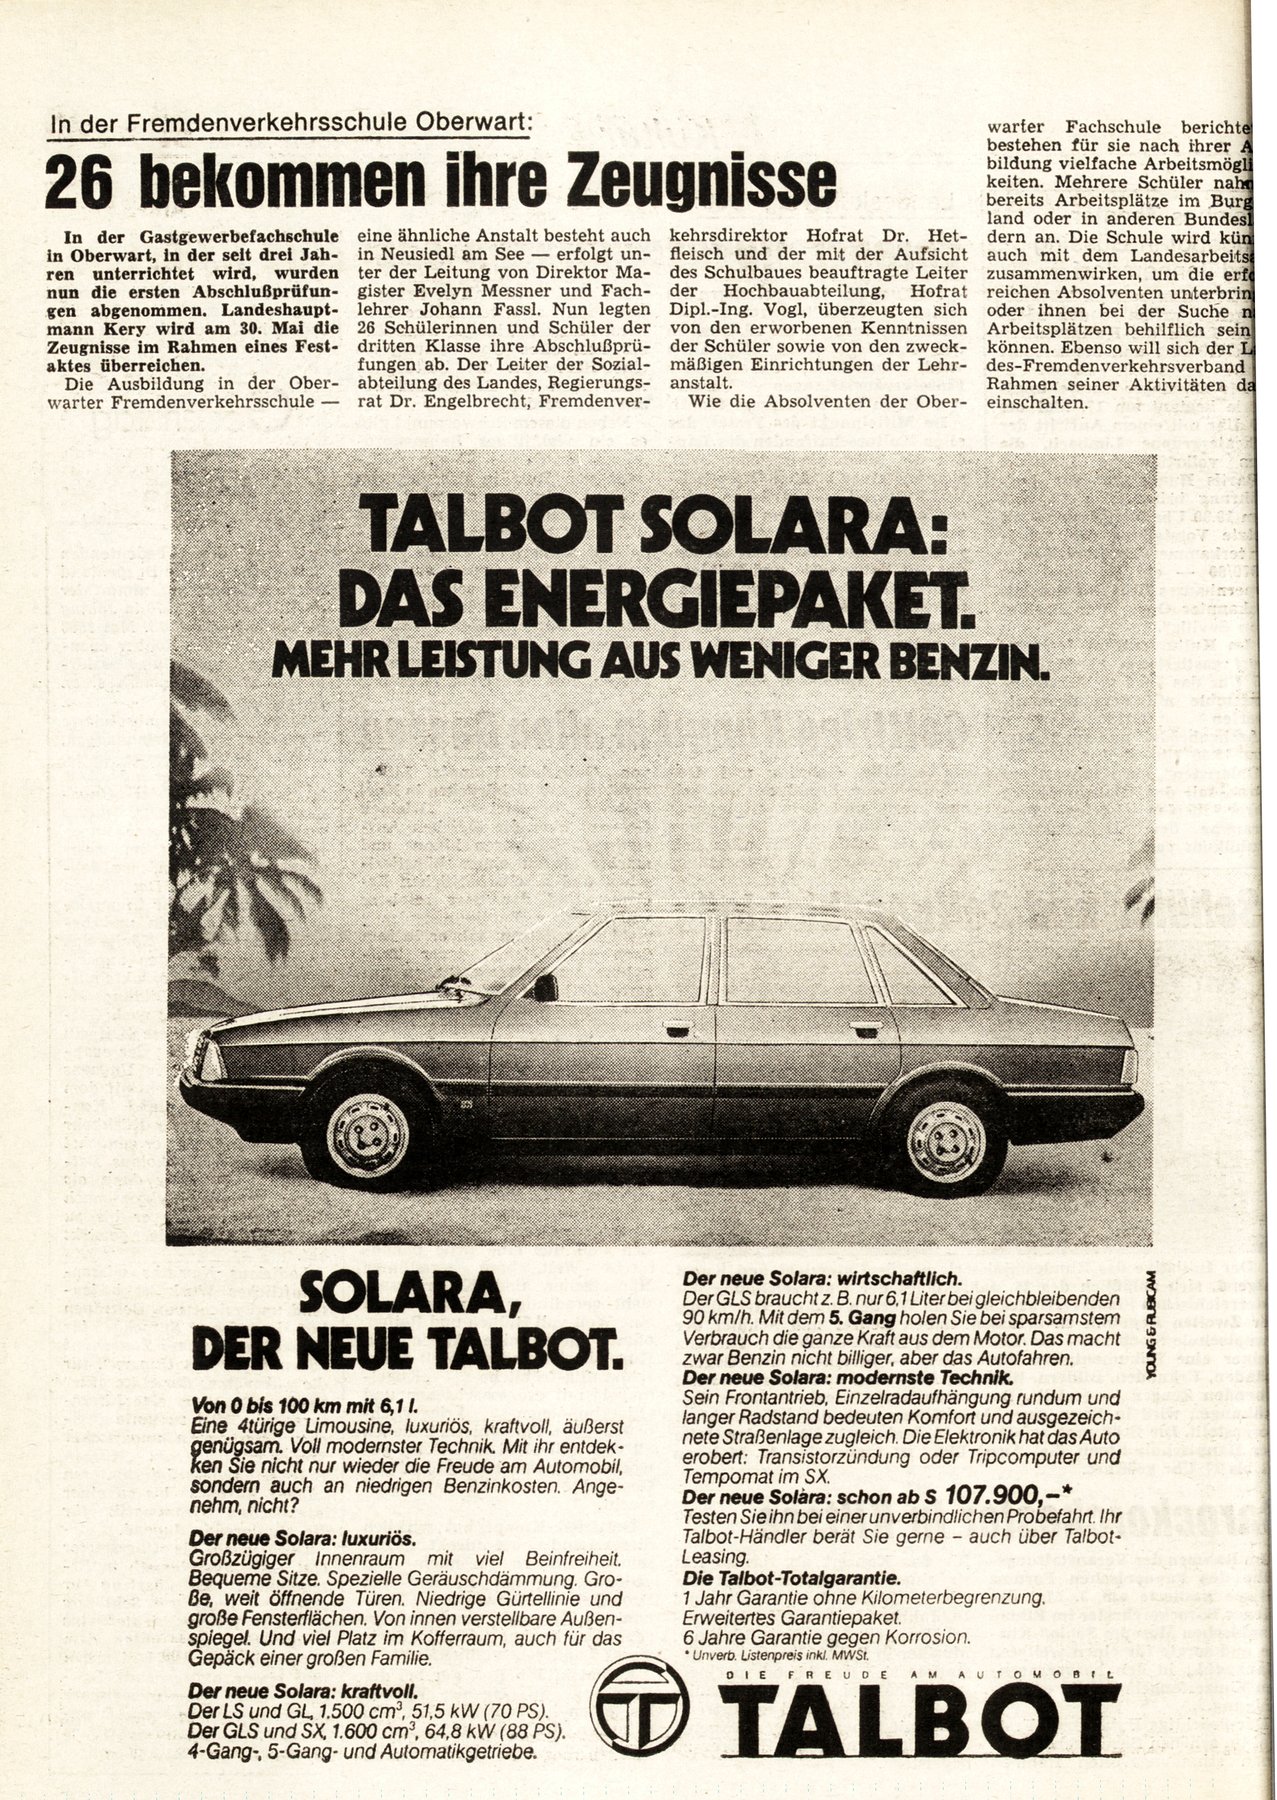 In der Fremdenverkehrsschule Oberwart:
26 bekommen ihre Zeugnisse
In der Gastgewerbefachschule
in Oberwart, in der seit drei Jah-
ren unterrichtet wird, wurden
nun die ersten Abschlußprüfun-
gen abgenommen. Landeshaupt-
mann Kery wird am 30. Mai die
Zeugnisse im Rahmen eines Fest-
aktes überreichen.
Die Ausbildung in der Ober-
warter Fremdenverkehrsschule —
eine ähnliche Anstalt besteht auch
in Neusiedl am See — erfolgt un-
ter der Leitung von Direktor Ma-
gister Evelyn Messner und Fach-
lehrer Johann Fassl. Nun legten
26 Schülerinnen und Schüler der
dritten Klasse ihre Abschlußprü-
fungen ab. Der Leiter der Sozial-
abteilung des Landes, Regierungs-
rat Dr. Engelbrecht, Fremdenver-
kehrsdirektor Hofrat Dr. Het-
fleisch und der mit der Aufsicht
des Schulbaues beauftragte Leiter
der Hochbauabteilung, Hofrat
Dipl.-Ing. Vogl, überzeugten sich
von den erworbenen Kenntnissen
der Schüler sowie von den zweck-
mäßigen Einrichtungen der Lehr-
anstalt.
Wie die Absolventen der Ober-
warter Fachschule berichte
bestehen für sie nach ihrer A
bildung vielfache Arbeitsmögli
keiten. Mehrere Schüler nah
bereits Arbeitsplätze im Burg
land oder in anderen Bundesl
dern an. Die Schule wird kün
auch mit dem Landesarbeitsa
zusammenwirken, um die erfo
reichen Absolventen unterbrin
oder ihnen bei der Suche n
Arbeitsplätzen behilflich sein
können. Ebenso will sich der L
des-Fremdenverkehrsverband
Rahmen seiner Aktivitäten da
einschalten.
TALBOT SOLARA:
DAS ENERGIEPAKET.
MEHR LEISTUNG AUS WENIGER BENZIN.
SOLARA,
DER NEUE TALBOT.
Von 0 bis 100 km mit 6,1 l.
Eine 4türige Limousine, luxuriös, kraftvoll, äußerst
genügsam. Voll modernster Technik. Mit ihr entdek-
ken Sie nicht nur wieder die Freude am Automobil,
sondern auch an niedrigen Benzinkosten. Ange-
nehm, nicht?
Der neue Solara: luxuriös.
Großzügiger Innenraum mit viel Beinfreiheit.
Bequeme Sitze. Spezielle Geräuschdämmung. Gro-
ße, weit öffnende Türen. Niedrige Gürtellinie und
große Fensterflächen. Von innen verstellbare Außen-
spiegel. Und viel Platz im Kofferraum, auch für das
Gepäck einer großen Familie.
Der neue Solara: kraftvoll.
Der LS und GL, 1.500 cm³, 51,5 kW (70 PS).
Der GLS und SX, 1.600 cm³, 64,8 kW (88 PS).
4-Gang-, 5-Gang- und Automatikgetriebe.
Der neue Solara: wirtschaftlich.
Der GLS braucht z. B. nur 6,1 Liter bei gleichbleibenden
90 km/h. Mit dem 5. Gang holen Sie bei sparsamstem
Verbrauch die ganze Kraft aus dem Motor. Das macht
zwar Benzin nicht billiger, aber das Autofahren.
Der neue Solara: modernste Technik.
Sein Frontantrieb, Einzelradaufhängung rundum und
langer Radstand bedeuten Komfort und ausgezeich-
nete Straßenlage zugleich. Die Elektronik hat das Auto
erobert: Transistorzündung oder Tripcomputer und
Tempomat im SX.
Der neue Solara: schon ab S 107.900,–*
Testen Sie ihn bei einer unverbindlichen Probefahrt. Ihr
Talbot-Händler berät Sie gerne – auch über Talbot-
Leasing.
Die Talbot-Totalgarantie.
1 Jahr Garantie ohne Kilometerbegrenzung.
Erweitertes Garantiepaket.
6 Jahre Garantie gegen Korrosion.
* Unverb. Listenpreis inkl. MWSt.
YOUNG & RUBICAM
DIE FREUDE AM AUTOMOBIL
TALBOT